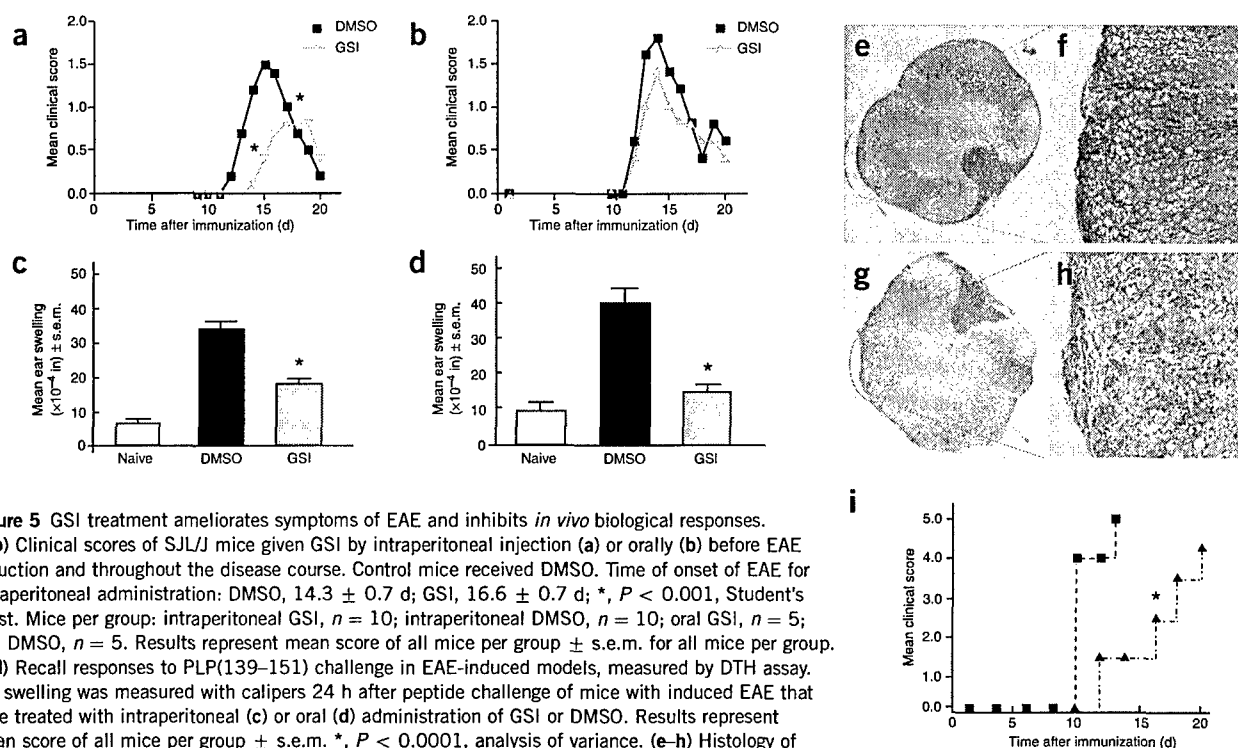 a
2.0
1.5
1.0
0.5
0.0
Mean clinical score
DMSO
GSI
*
*
0 5 10 15 20
Time after immunization (d)
b
2.0
1.5
1.0
0.5
0.0
Mean clinical score
DMSO
GSI
0 5 10 15 20
Time after immunization (d)
e
f
g
h
c
50
40
30
20
10
0
Mean ear swelling
(×10⁻⁴ in) ± s.e.m.
*
Naive DMSO GSI
d
50
40
30
20
10
0
Mean ear swelling
(×10⁻⁴ in) ± s.e.m.
*
Naive DMSO GSI
ure 5 GSI treatment ameliorates symptoms of EAE and inhibits in vivo biological responses.
b) Clinical scores of SJL/J mice given GSI by intraperitoneal injection (a) or orally (b) before EAE
uction and throughout the disease course. Control mice received DMSO. Time of onset of EAE for
aperitoneal administration: DMSO, 14.3 ± 0.7 d; GSI, 16.6 ± 0.7 d; *, P < 0.001, Student's
st. Mice per group: intraperitoneal GSI, n = 10; intraperitoneal DMSO, n = 10; oral GSI, n = 5;
DMSO, n = 5. Results represent mean score of all mice per group ± s.e.m. for all mice per group.
d) Recall responses to PLP(139–151) challenge in EAE-induced models, measured by DTH assay.
swelling was measured with calipers 24 h after peptide challenge of mice with induced EAE that
e treated with intraperitoneal (c) or oral (d) administration of GSI or DMSO. Results represent
an score of all mice per group + s.e.m. *, P < 0.0001, analysis of variance. (e–h) Histology of
i
5.0
4.0
3.0
2.0
1.0
0.0
Mean clinical score
*
0 5 10 15 20
Time after immunization (d)